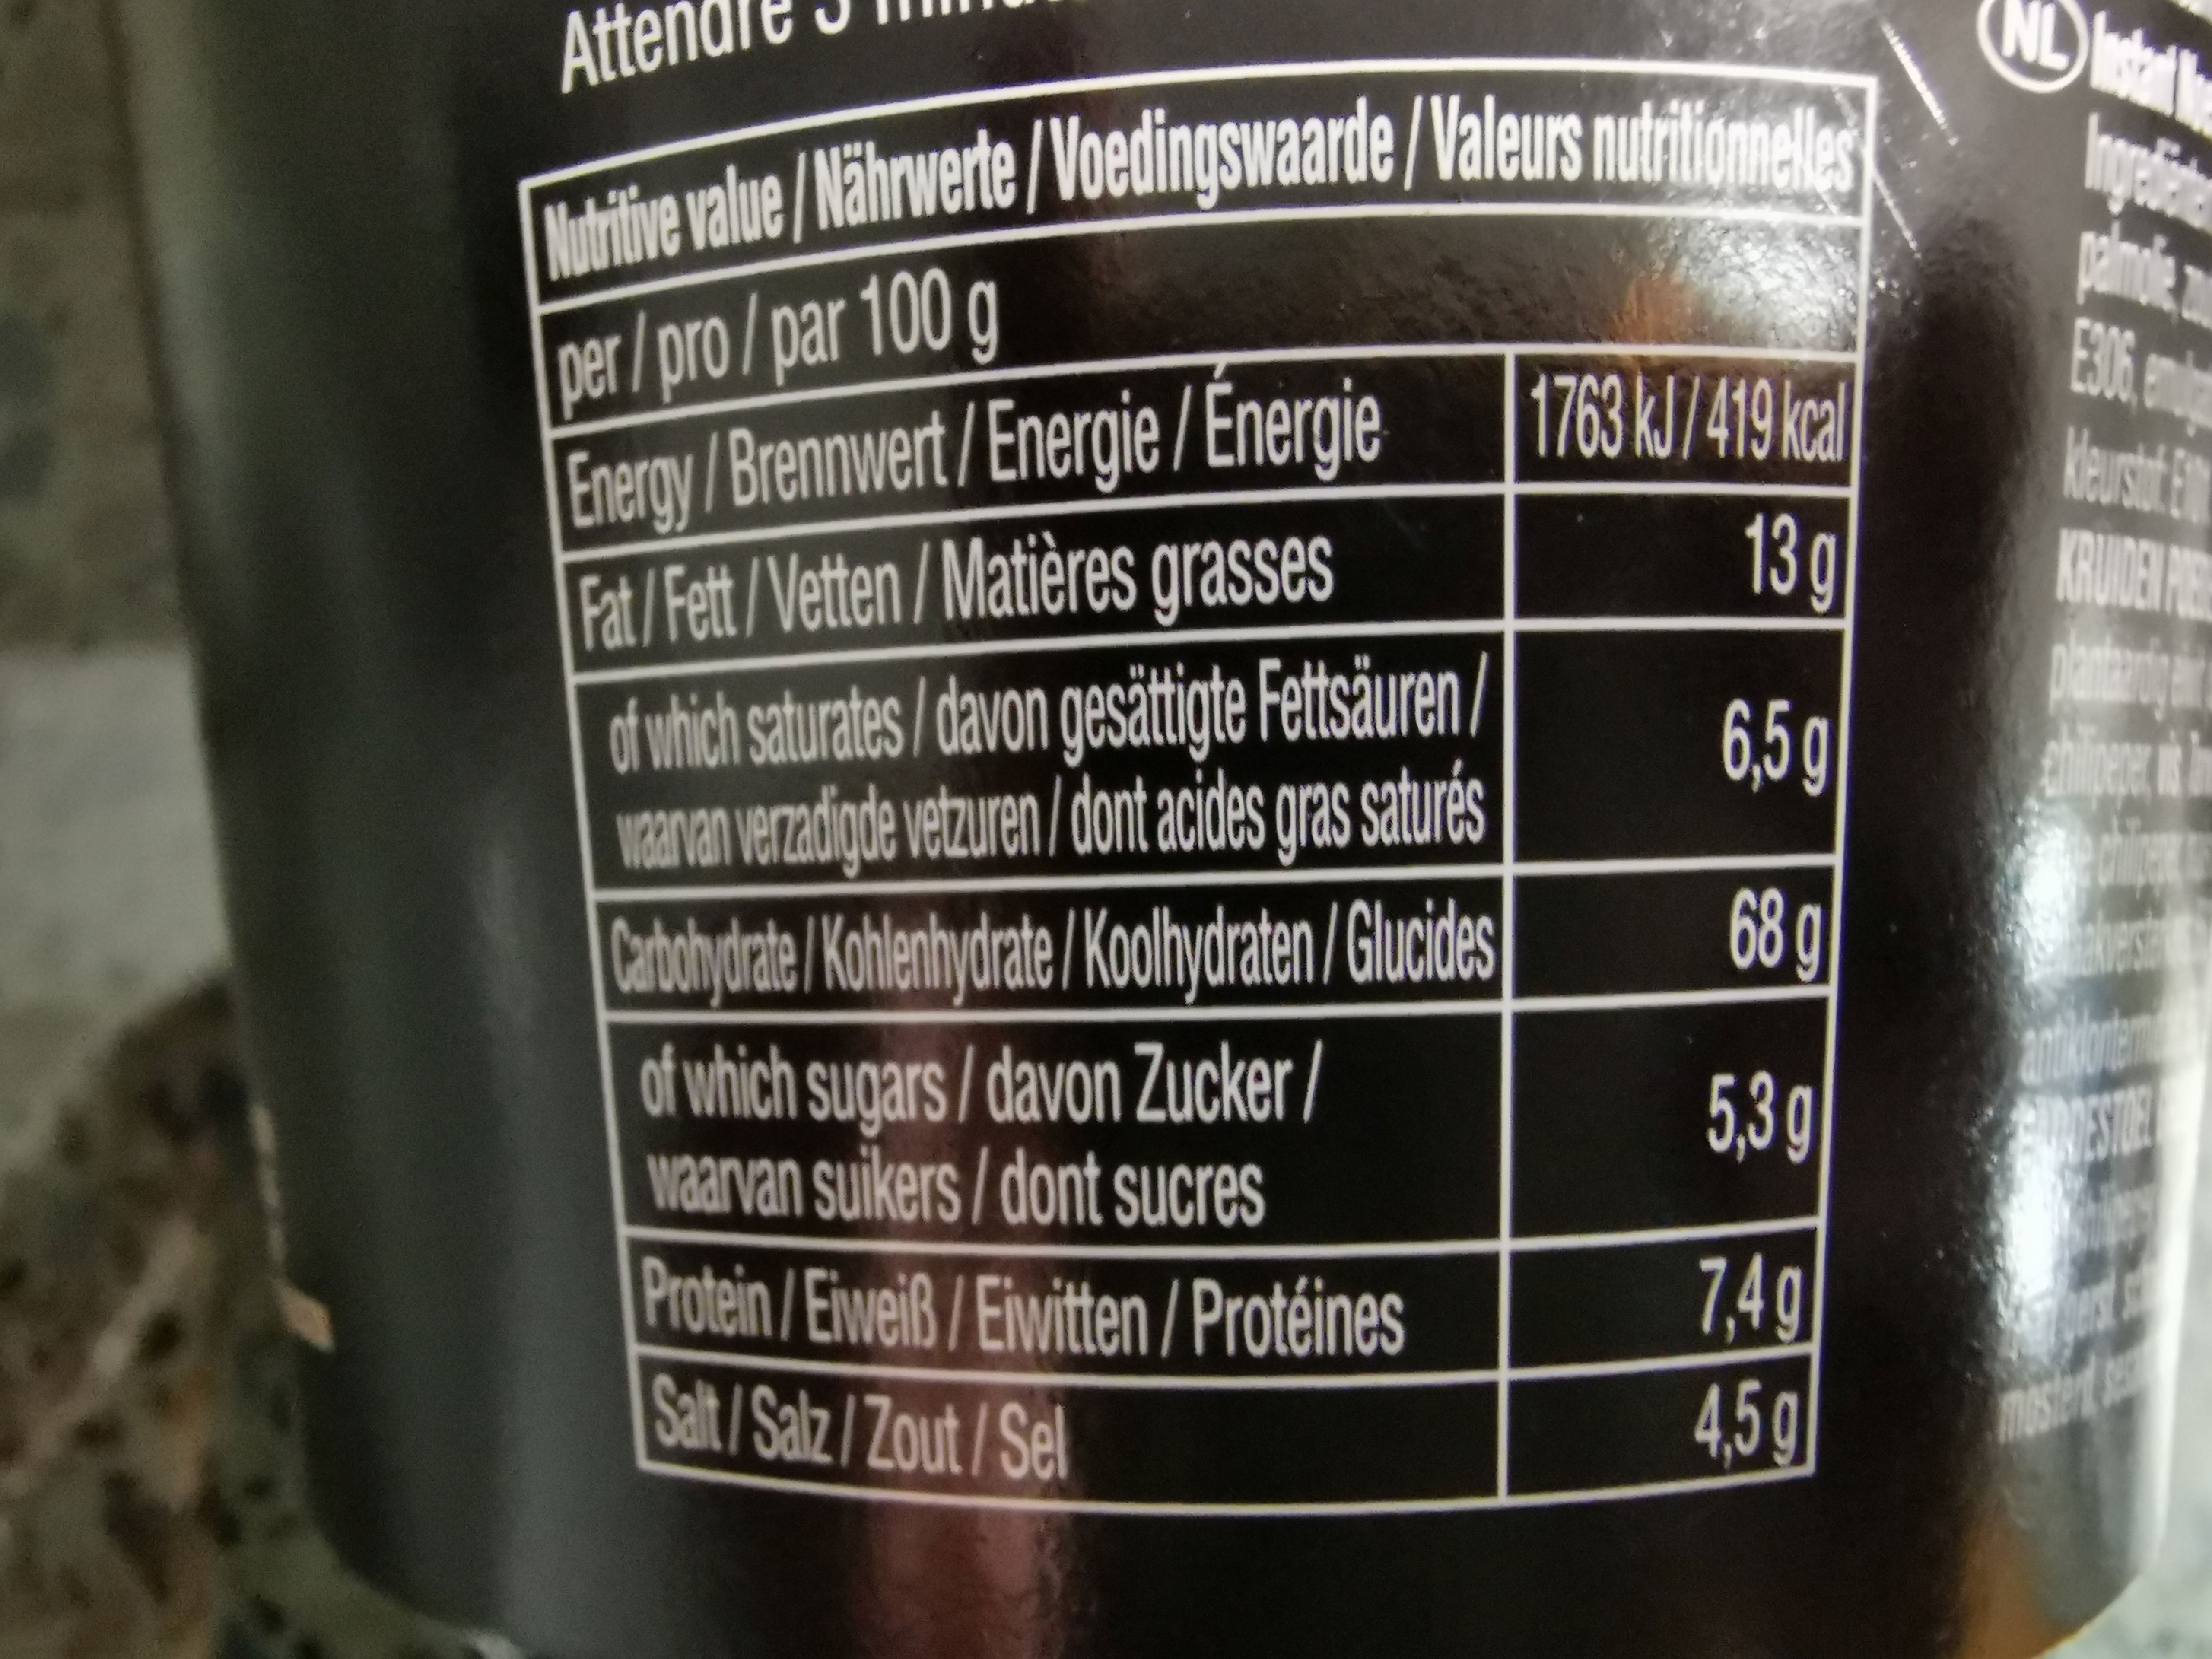 Attendre 3
Nutritive value / Nährwerte / Voedingswaarde / Valeurs nutritionnelles
per / pro / par 100 g
Energy / Brennwert / Energie / Énergie 1763 kJ / 419 kcal
Fat / Fett / Vetten / Matières grasses 13 g
of which saturates / davon gesättigte Fettsäuren /
waarvan verzadigde vetzuren / dont acides gras saturés 6,5 g
Carbohydrate / Kohlenhydrate / Koolhydraten / Glucides 68 g
of which sugars / davon Zucker /
waarvan suikers / dont sucres 5,3 g
Protein / Eiweiß / Eiwitten / Protéines 7,4 g
Salt / Salz / Zout / Sel 4,5 g
NL Instant
E306,
KRUIDEN